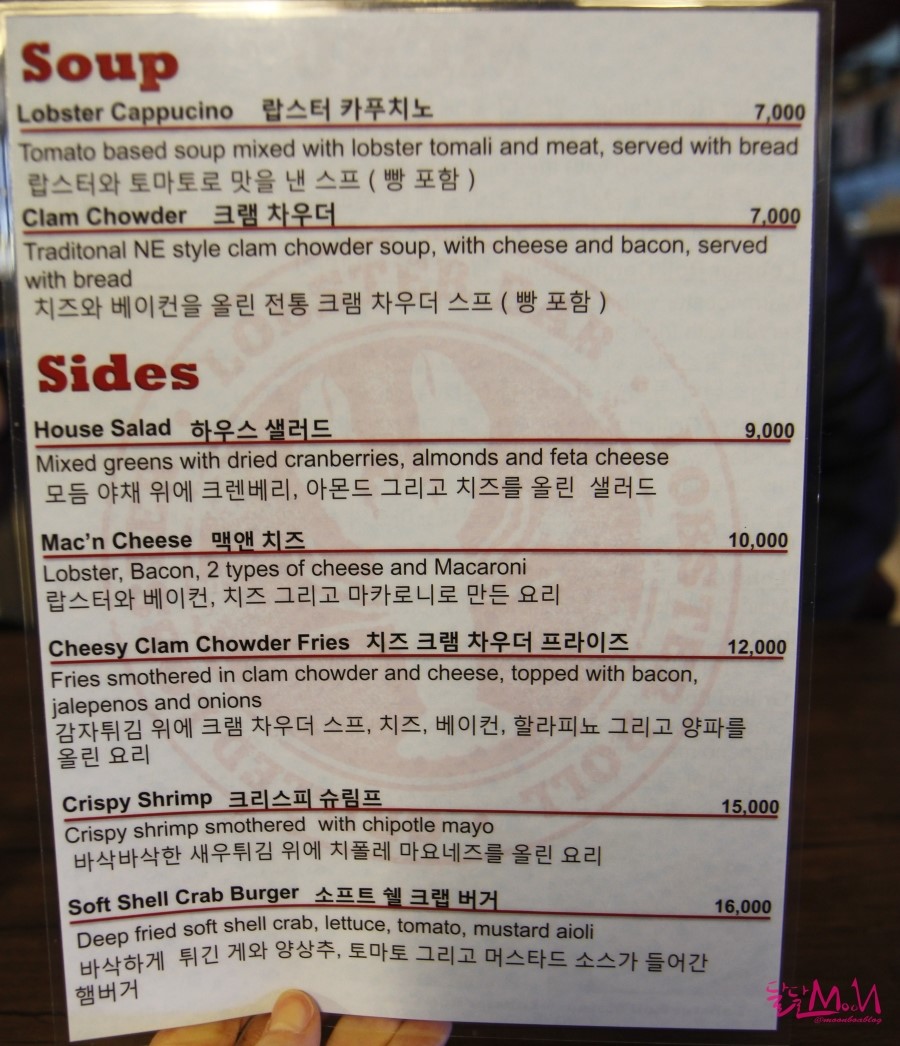 Soup
Lobster Cappucino 랍스터 카푸치노 7,000
Tomato based soup mixed with lobster tomali and meat, served with bread
랍스터와 토마토로 맛을 낸 스프 ( 빵 포함 )
Clam Chowder 크램 차우더 7,000
Traditonal NE style clam chowder soup, with cheese and bacon, served
with bread
치즈와 베이컨을 올린 전통 크램 차우더 스프 ( 빵 포함 )
Sides
House Salad 하우스 샐러드 9,000
Mixed greens with dried cranberries, almonds and feta cheese
모듬 야채 위에 크렌베리, 아몬드 그리고 치즈를 올린 샐러드
Mac'n Cheese 맥앤 치즈 10,000
Lobster, Bacon, 2 types of cheese and Macaroni
랍스터와 베이컨, 치즈 그리고 마카로니로 만든 요리
Cheesy Clam Chowder Fries 치즈 크램 차우더 프라이즈 12,000
Fries smothered in clam chowder and cheese, topped with bacon,
jalepenos and onions
감자튀김 위에 크램 차우더 스프, 치즈, 베이컨, 할라피뇨 그리고 양파를
올린 요리
Crispy Shrimp 크리스피 슈림프 15,000
Crispy shrimp smothered with chipotle mayo
바삭바삭한 새우튀김 위에 치폴레 마요네즈를 올린 요리
Soft Shell Crab Burger 소프트 쉘 크랩 버거 16,000
Deep fried soft shell crab, lettuce, tomato, mustard aioli
바삭하게 튀긴 게와 양상추, 토마토 그리고 머스타드 소스가 들어간
햄버거
LOBSTER BAR
LOBSTER ROLL
달달 MooN
@moonbeablog